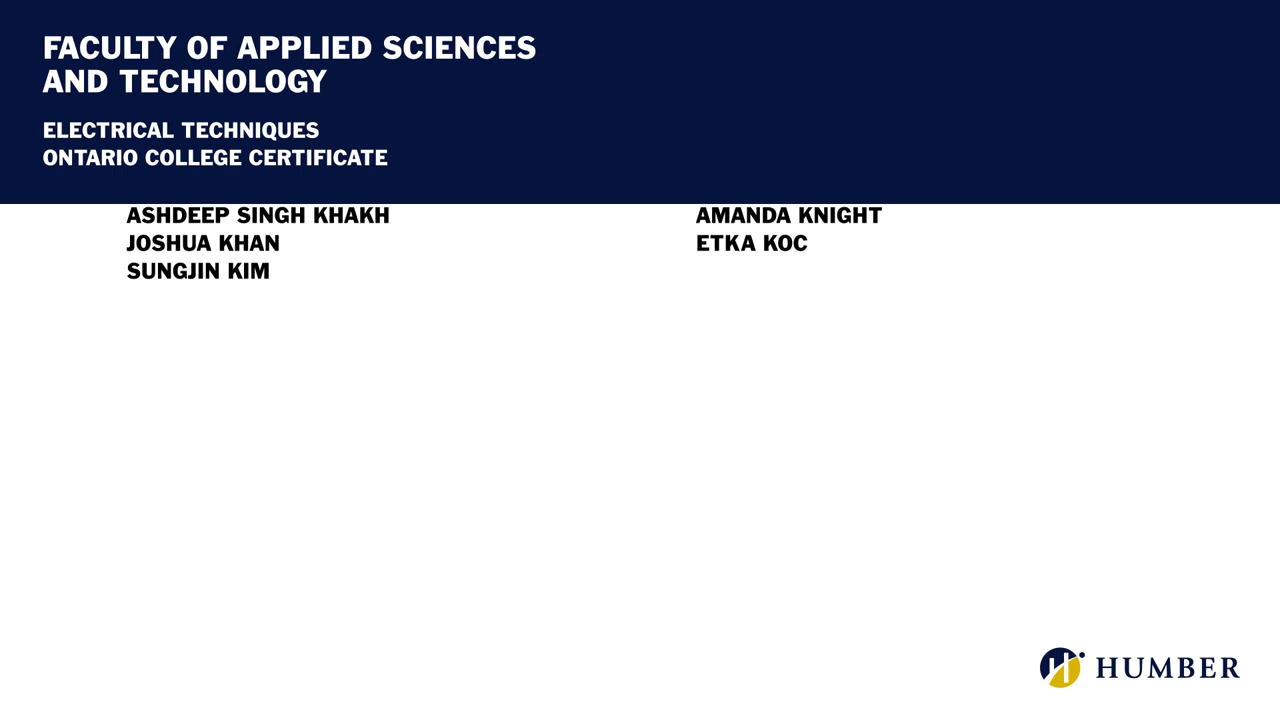 FACULTY OF APPLIED SCIENCES
AND TECHNOLOGY
ELECTRICAL TECHNIQUES
ONTARIO COLLEGE CERTIFICATE
ASHDEEP SINGH KHAKH
JOSHUA KHAN
SUNGJIN KIM
AMANDA KNIGHT
ETKA KOC
HUMBER